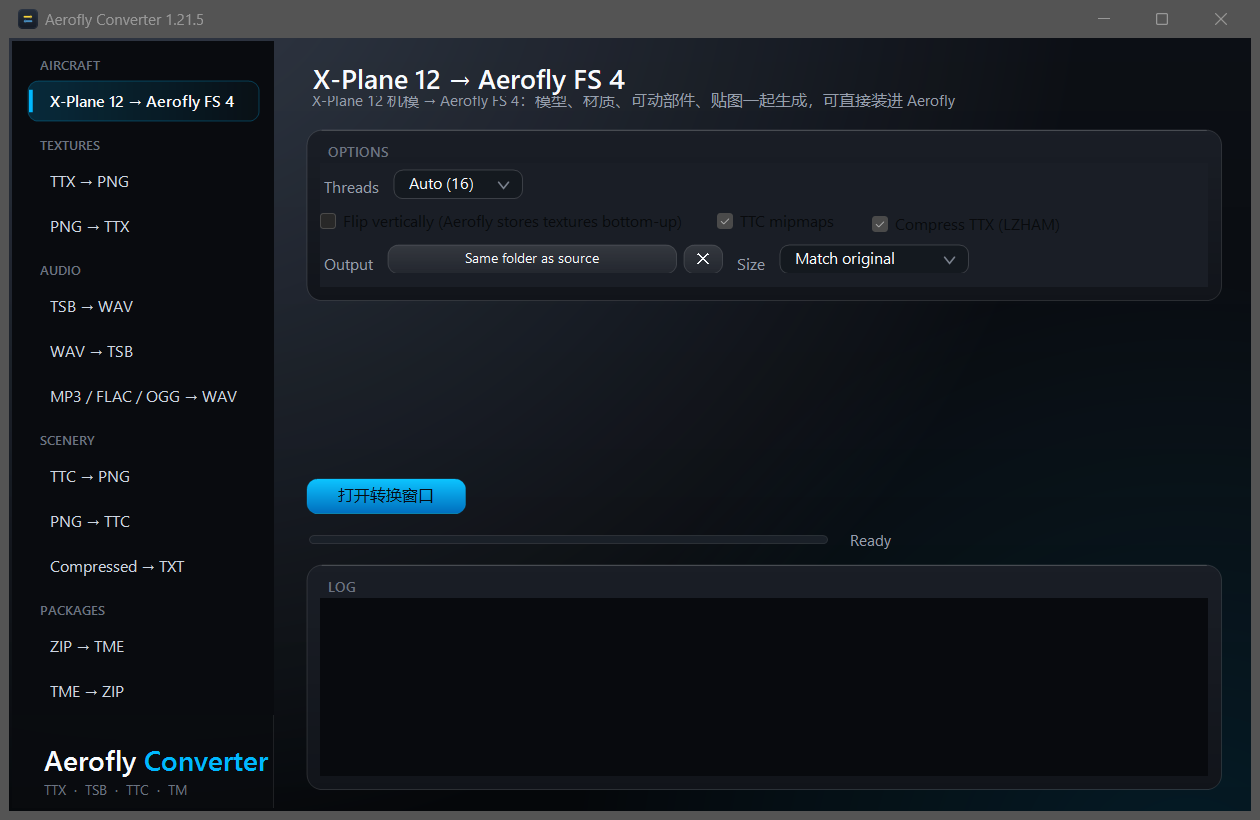 Aerofly Converter 1.21.5
AIRCRAFT
X-Plane 12 → Aerofly FS 4
TEXTURES
TTX → PNG
PNG → TTX
AUDIO
TSB → WAV
WAV → TSB
MP3 / FLAC / OGG → WAV
SCENERY
TTC → PNG
PNG → TTC
Compressed → TXT
PACKAGES
ZIP → TME
TME → ZIP
Aerofly Converter
TTX · TSB · TTC · TM
X-Plane 12 → Aerofly FS 4
X-Plane 12 机模 → Aerofly FS 4：模型、材质、可动部件、贴图一起生成，可直接装进 Aerofly
OPTIONS
Threads Auto (16)
Flip vertically (Aerofly stores textures bottom-up) TTC mipmaps Compress TTX (LZHAM)
Output Same folder as source Size Match original
打开转换窗口
Ready
LOG